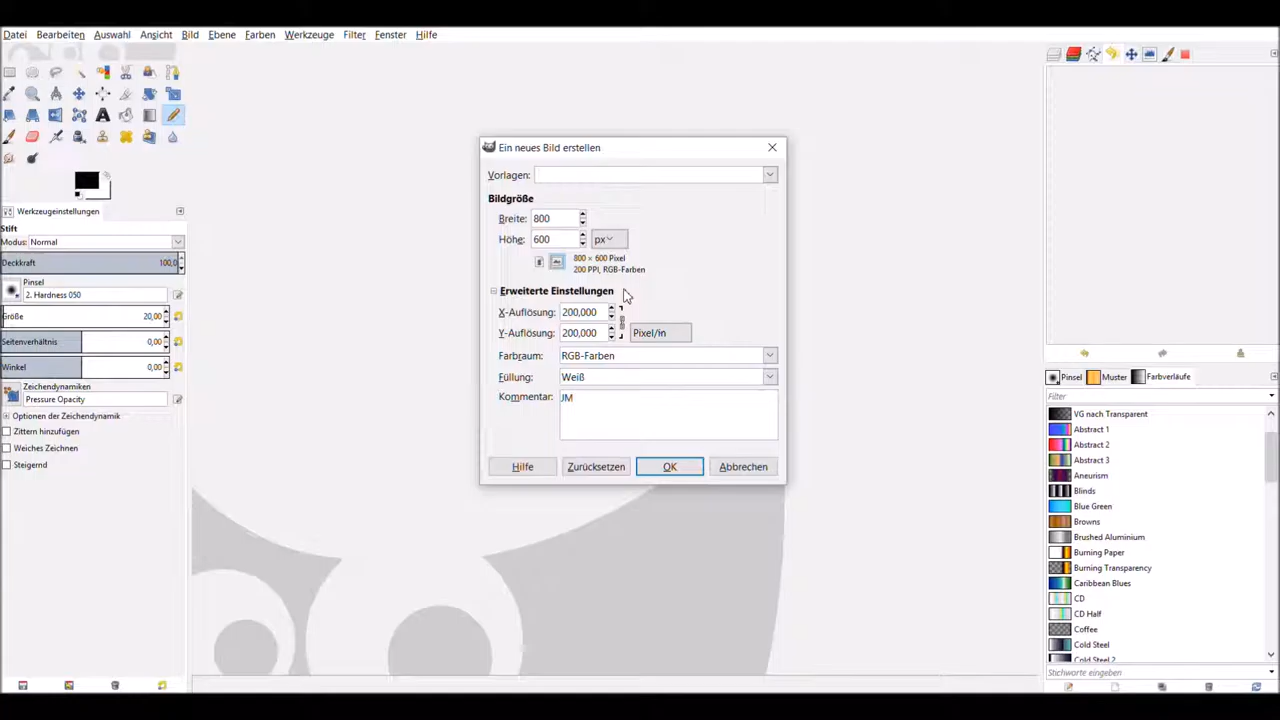 Datei Bearbeiten Auswahl Ansicht Bild Ebene Farben Werkzeuge Filter Fenster Hilfe
Werkzeugeinstellungen
Stift
Modus: Normal
Deckkraft 100,0
Pinsel
2. Hardness 050
Größe 20,00
Seitenverhältnis 0,00
Winkel 0,00
Zeichendynamiken
Pressure Opacity
Optionen der Zeichendynamik
Zittern hinzufügen
Weiches Zeichnen
Steigernd
Ein neues Bild erstellen
Vorlagen:
Bildgröße
Breite: 800
Höhe: 600 px
800 × 600 Pixel
200 PPI, RGB-Farben
Erweiterte Einstellungen
X-Auflösung: 200,000
Y-Auflösung: 200,000 Pixel/in
Farbraum: RGB-Farben
Füllung: Weiß
Kommentar: JM
Hilfe Zurücksetzen OK Abbrechen
Pinsel Muster Farbverläufe
Filter
VG nach Transparent
Abstract 1
Abstract 2
Abstract 3
Aneurism
Blinds
Blue Green
Browns
Brushed Aluminium
Burning Paper
Burning Transparency
Caribbean Blues
CD
CD Half
Coffee
Cold Steel
Cold Steel 2
Stichworte eingeben